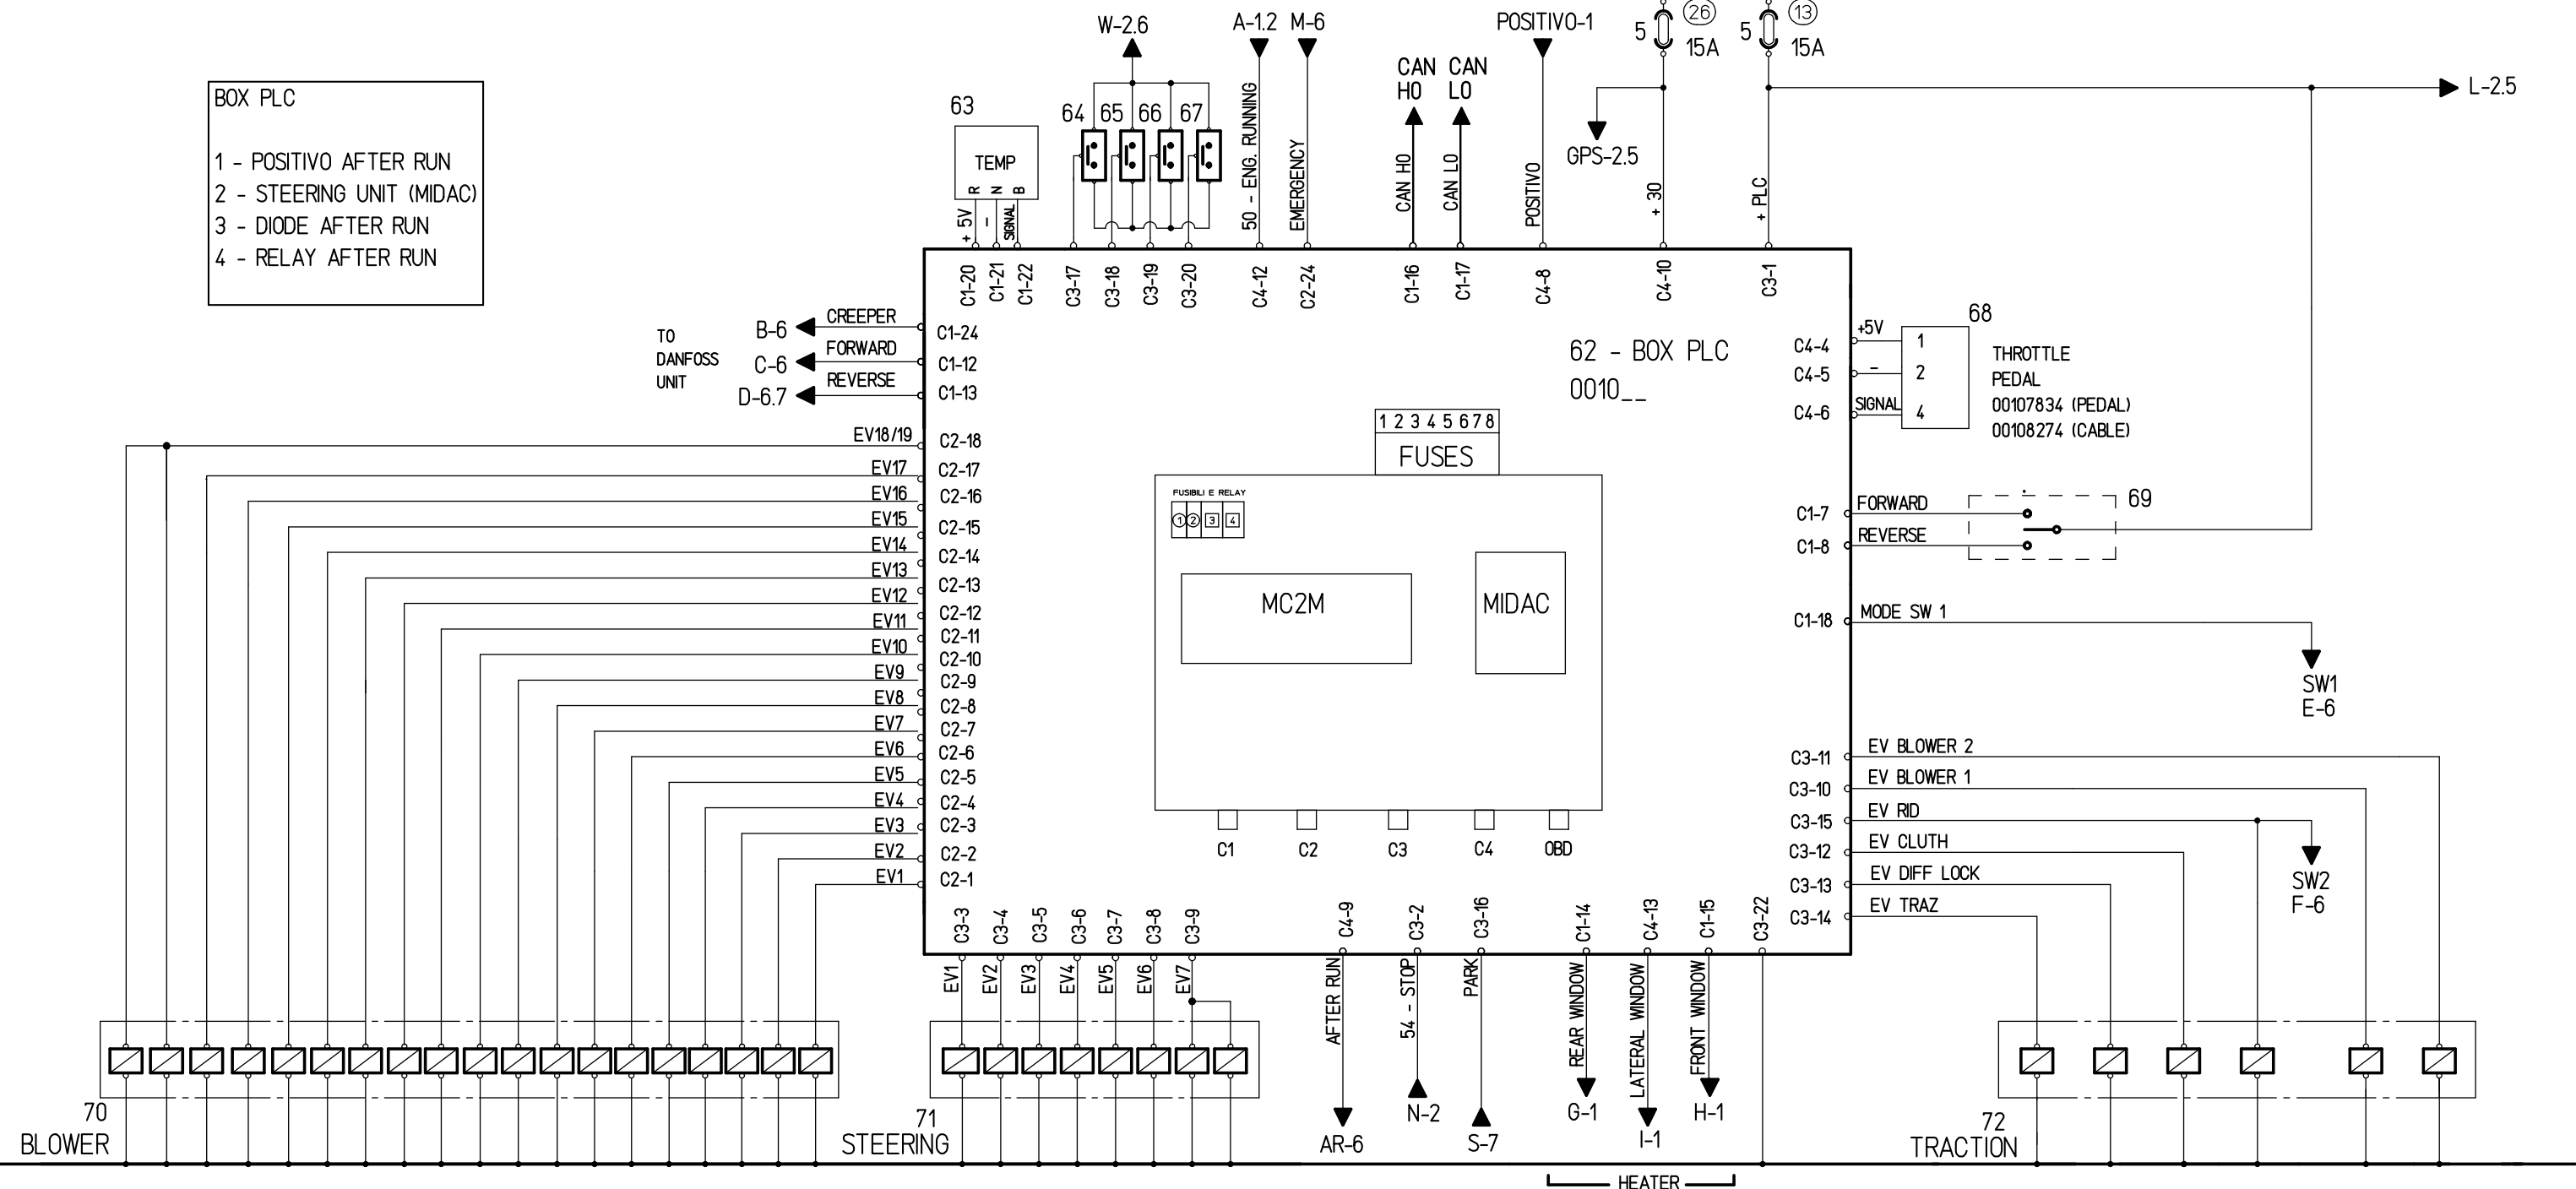 W-2.6
A-1.2
M-6
POSITIVO-1
5
26
15A
5
13
15A
CAN
H0
CAN
L0
L-2.5
GPS-2.5
BOX PLC
1 - POSITIVO AFTER RUN
2 - STEERING UNIT (MIDAC)
3 - DIODE AFTER RUN
4 - RELAY AFTER RUN
63
TEMP
R
N
B
64
65
66
67
+ 5V
-
SIGNAL
50 - ENG. RUNNING
EMERGENCY
CAN H0
CAN L0
POSITIVO
+ 30
+ PLC
C1-20
C1-21
C1-22
C3-17
C3-18
C3-19
C3-20
C4-12
C2-24
C1-16
C1-17
C4-8
C4-10
C3-1
TO
DANFOSS
UNIT
B-6
CREEPER
C1-24
C-6
FORWARD
C1-12
D-6.7
REVERSE
C1-13
62 - BOX PLC
0010__
12345678
FUSES
FUSIBILI E RELAY
1
2
3
4
MC2M
MIDAC
C1
C2
C3
C4
OBD
EV18/19
C2-18
EV17
C2-17
EV16
C2-16
EV15
C2-15
EV14
C2-14
EV13
C2-13
EV12
C2-12
EV11
C2-11
EV10
C2-10
EV9
C2-9
EV8
C2-8
EV7
C2-7
EV6
C2-6
EV5
C2-5
EV4
C2-4
EV3
C2-3
EV2
C2-2
EV1
C2-1
C4-4
+5V
1
C4-5
-
2
C4-6
SIGNAL
4
68
THROTTLE
PEDAL
00107834 (PEDAL)
00108274 (CABLE)
C1-7
FORWARD
C1-8
REVERSE
69
C1-18
MODE SW 1
SW1
E-6
C3-11
EV BLOWER 2
C3-10
EV BLOWER 1
C3-15
EV RID
C3-12
EV CLUTH
C3-13
EV DIFF LOCK
C3-14
EV TRAZ
SW2
F-6
C3-3
C3-4
C3-5
C3-6
C3-7
C3-8
C3-9
C4-9
C3-2
C3-16
C1-14
C4-13
C1-15
C3-22
EV1
EV2
EV3
EV4
EV5
EV6
EV7
AFTER RUN
54 - STOP
PARK
REAR WINDOW
LATERAL WINDOW
FRONT WINDOW
AR-6
N-2
S-7
G-1
I-1
H-1
70
BLOWER
71
STEERING
72
TRACTION
HEATER